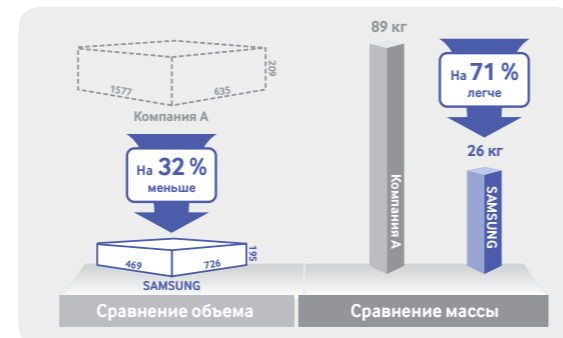 1577
635
209
Компания А
На 32 %
меньше
469
726
195
SAMSUNG
Сравнение объема
89 кг
Компания А
На 71 %
легче
26 кг
SAMSUNG
Сравнение массы